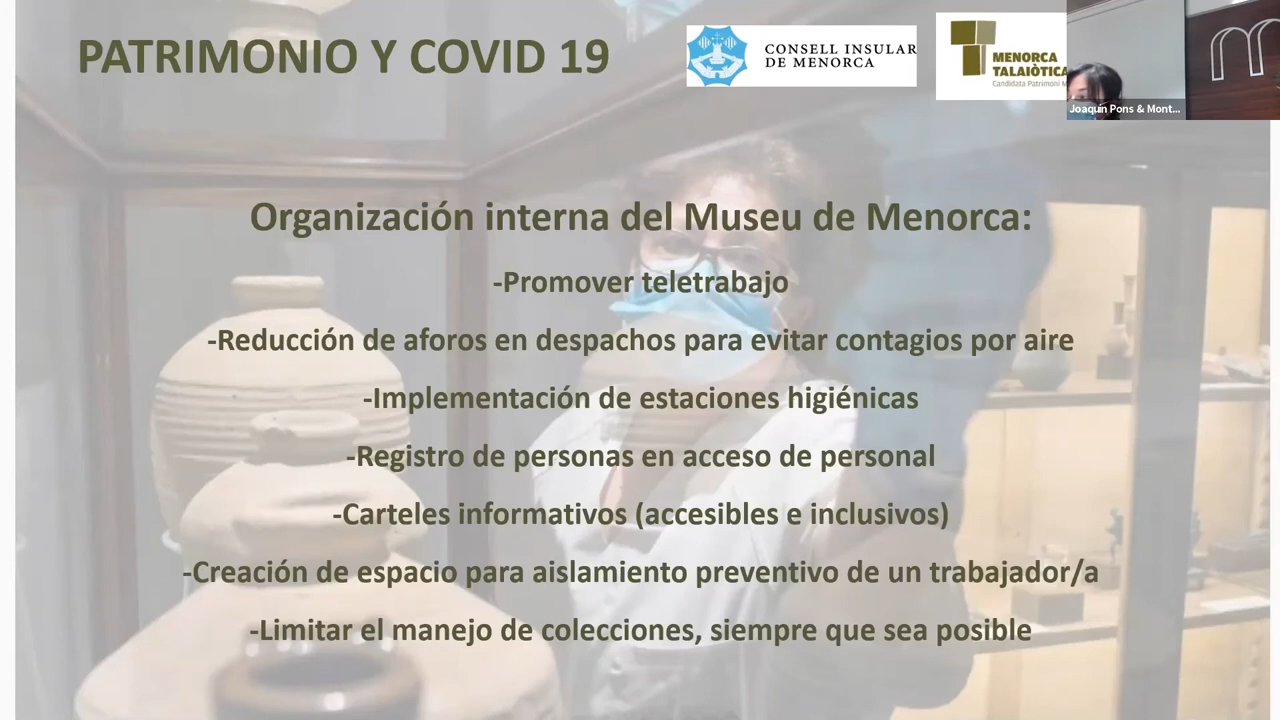 PATRIMONIO Y COVID 19
CONSELL INSULAR
DE MENORCA
MENORCA
TALAIÒTICA
Candidata Patrimoni
Joaquín Pons & Mont...
Organización interna del Museu de Menorca:
-Promover teletrabajo
-Reducción de aforos en despachos para evitar contagios por aire
-Implementación de estaciones higiénicas
-Registro de personas en acceso de personal
-Carteles informativos (accesibles e inclusivos)
-Creación de espacio para aislamiento preventivo de un trabajador/a
-Limitar el manejo de colecciones, siempre que sea posible